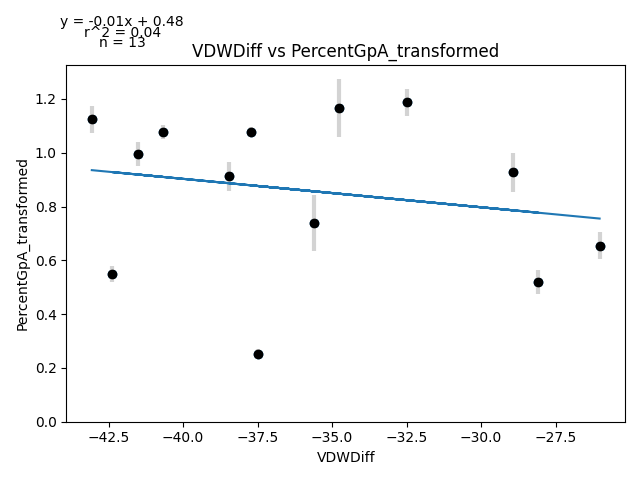 y = -0.01x + 0.48
r^2 = 0.04
n = 13
VDWDiff vs PercentGpA_transformed
1.2
1.0
0.8
0.6
0.4
0.2
0.0
PercentGpA_transformed
−42.5 −40.0 −37.5 −35.0 −32.5 −30.0 −27.5
VDWDiff